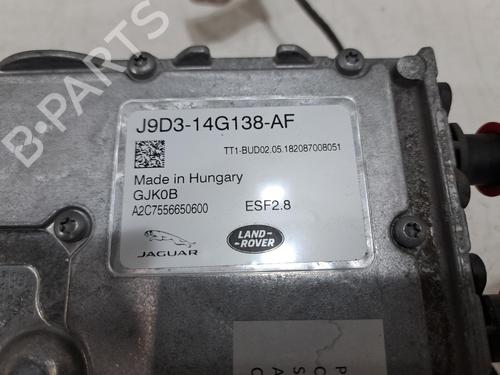 J9D3-14G138-AF
TT1-BUD02.05.182087008051
Made in Hungary
GJK0B
A2C7556650600 ESF2.8
JAGUAR
LAND-
ROVER
B-PARTS